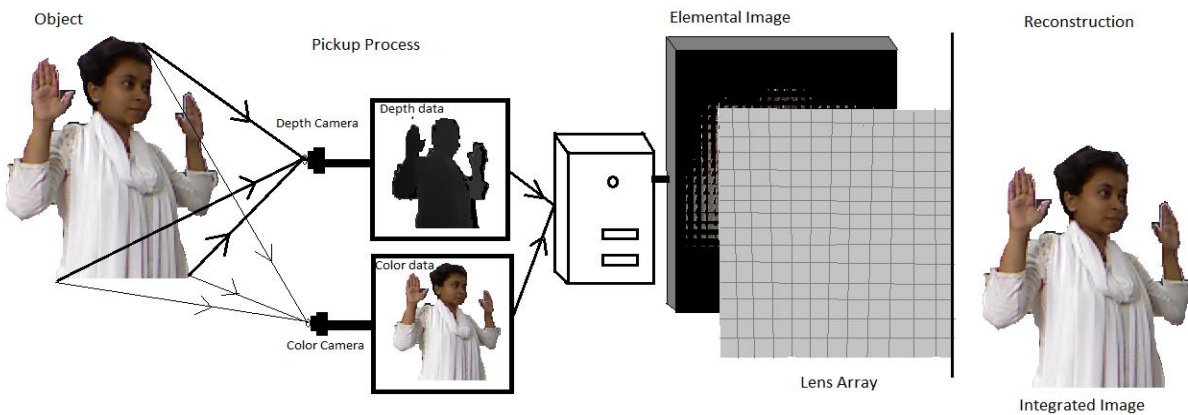 Object
Pickup Process
Elemental Image
Reconstruction
Depth Camera
Depth data
Color data
Color Camera
Lens Array
Integrated Image